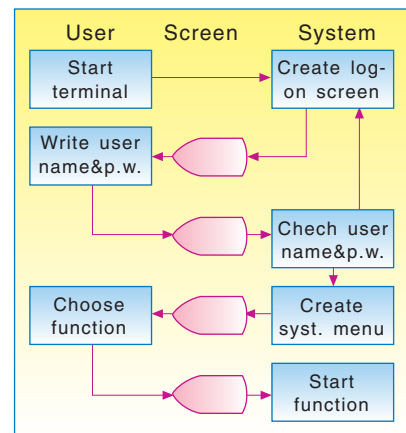 User Screen System
Start
terminal
Create log-
on screen
Write user
name&p.w.
Chech user
name&p.w.
Choose
function
Create
syst. menu
Start
function